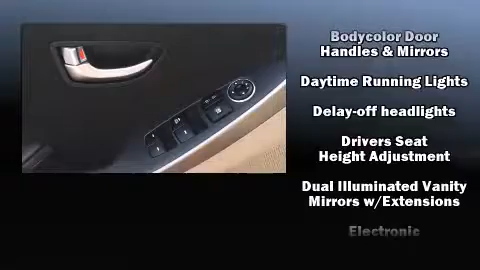 Bodycolor Door
Handles & Mirrors
Daytime Running Lights
Delay-off headlights
Drivers Seat
Height Adjustment
Dual Illuminated Vanity
Mirrors w/Extensions
Electronic